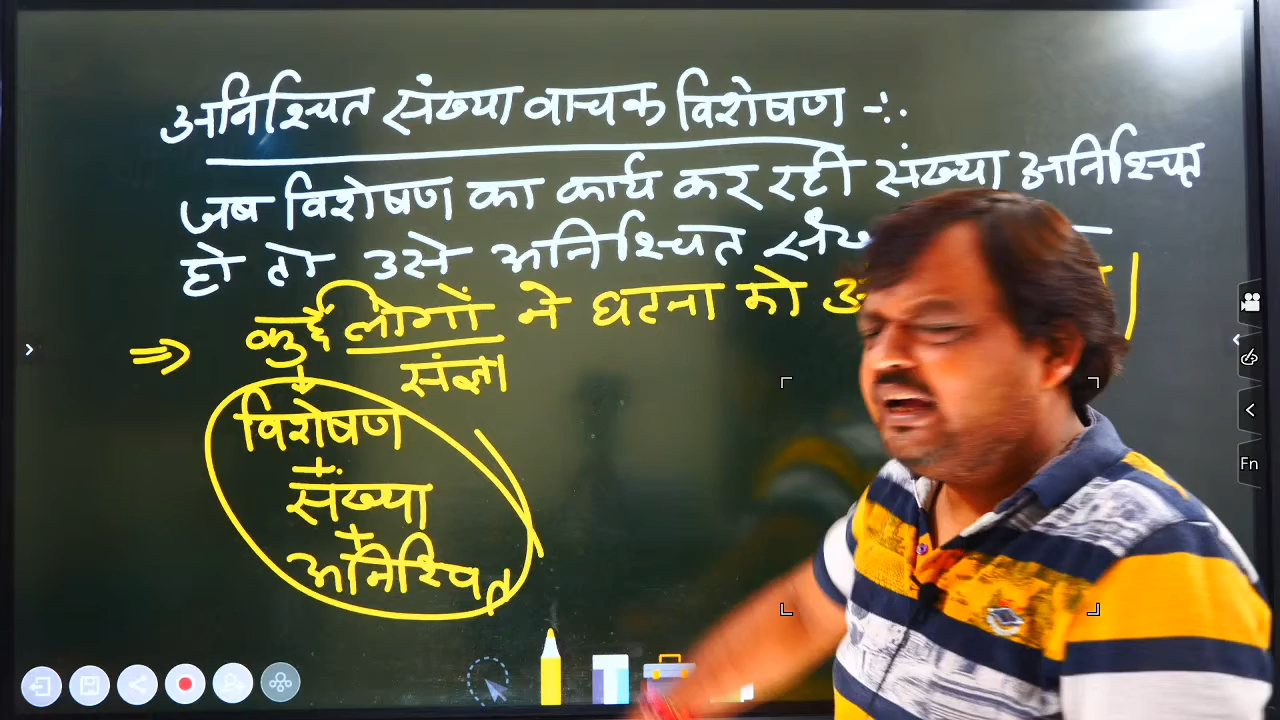 अनिश्चित संख्या वाचक विशेषण -:.
जब विशेषण का कार्य कर रही संख्या अनिश्चित
हो तो उसे अनिश्चित
⇒ कुछ लोगों ने घटना को
संज्ञा
विशेषण
+
संख्या
+
अनिश्चित
Fn